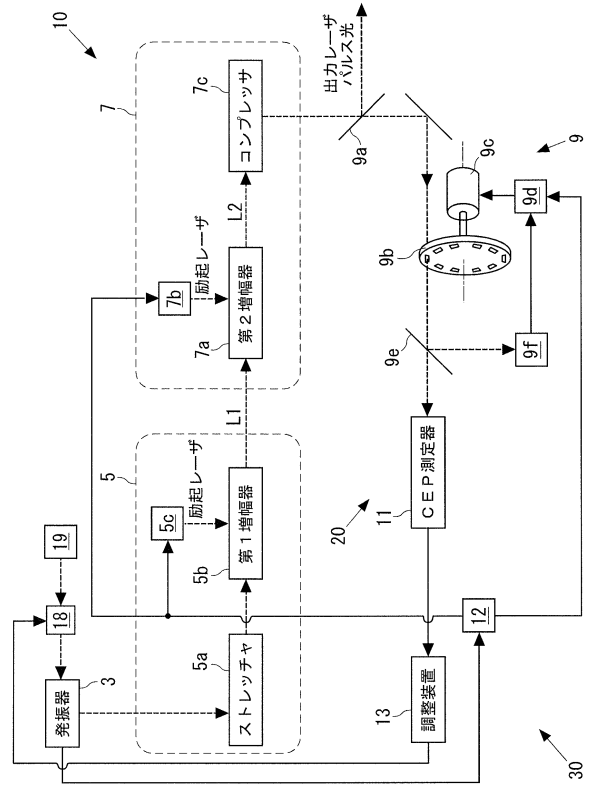 10
7
7b
励起レーザ
第2増幅器
7a
L2
コンプレッサ
7c
出力レーザ
パルス光
5
5c
励起レーザ
第1増幅器
5b
L1
19
18
発振器
3
ストレッチャ
5a
9a
9b
9c
9
9d
9e
9f
20
CEP測定器
11
12
調整装置
13
30